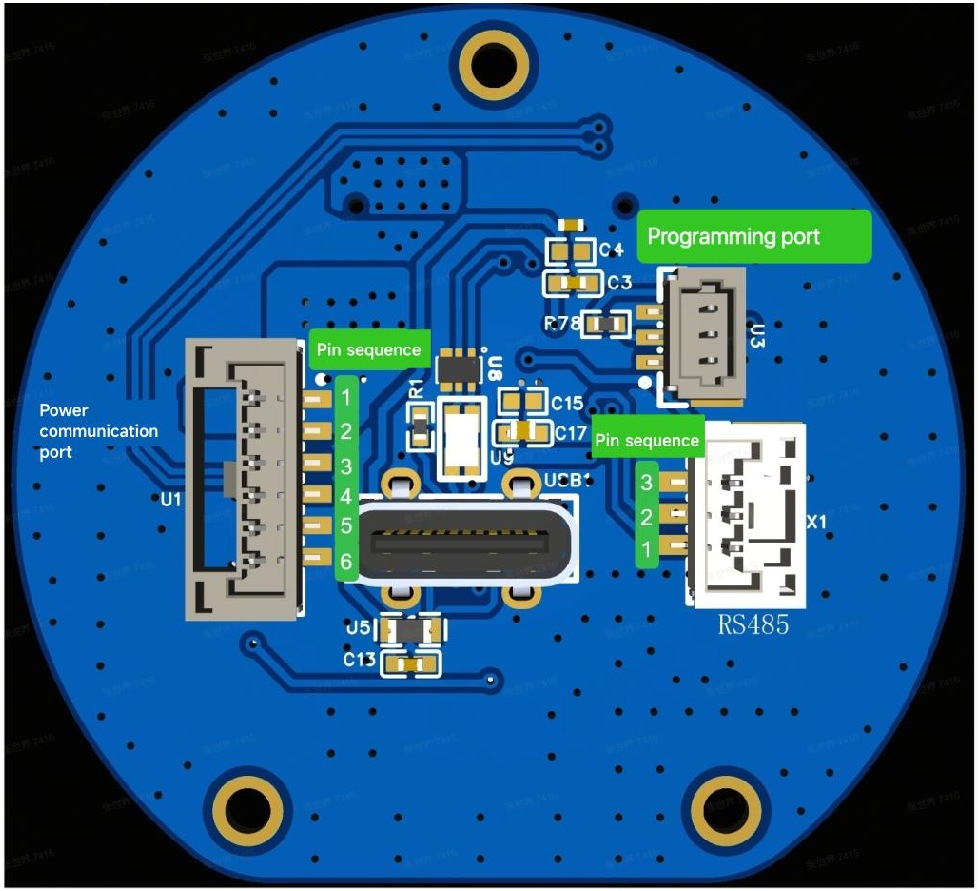 Programming port
C4
C3
R78
U3
Pin sequence
U8
R1
1
2
3
4
5
6
Power
communication
port
U1
C15
C17
U9
Pin sequence
3
2
1
USB1
X1
RS485
U5
C13